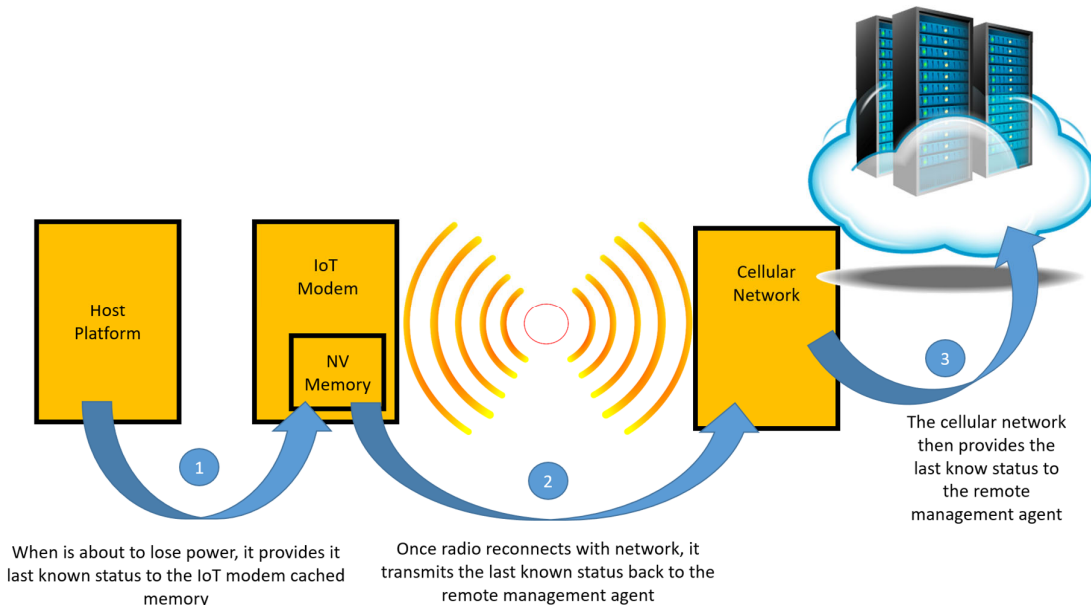 Host
Platform
IoT
Modem
NV
Memory
Cellular
Network
1
2
3
When is about to lose power, it provides it
last known status to the IoT modem cached
memory
Once radio reconnects with network, it
transmits the last known status back to the
remote management agent
The cellular network
then provides the
last know status to
the remote
management agent